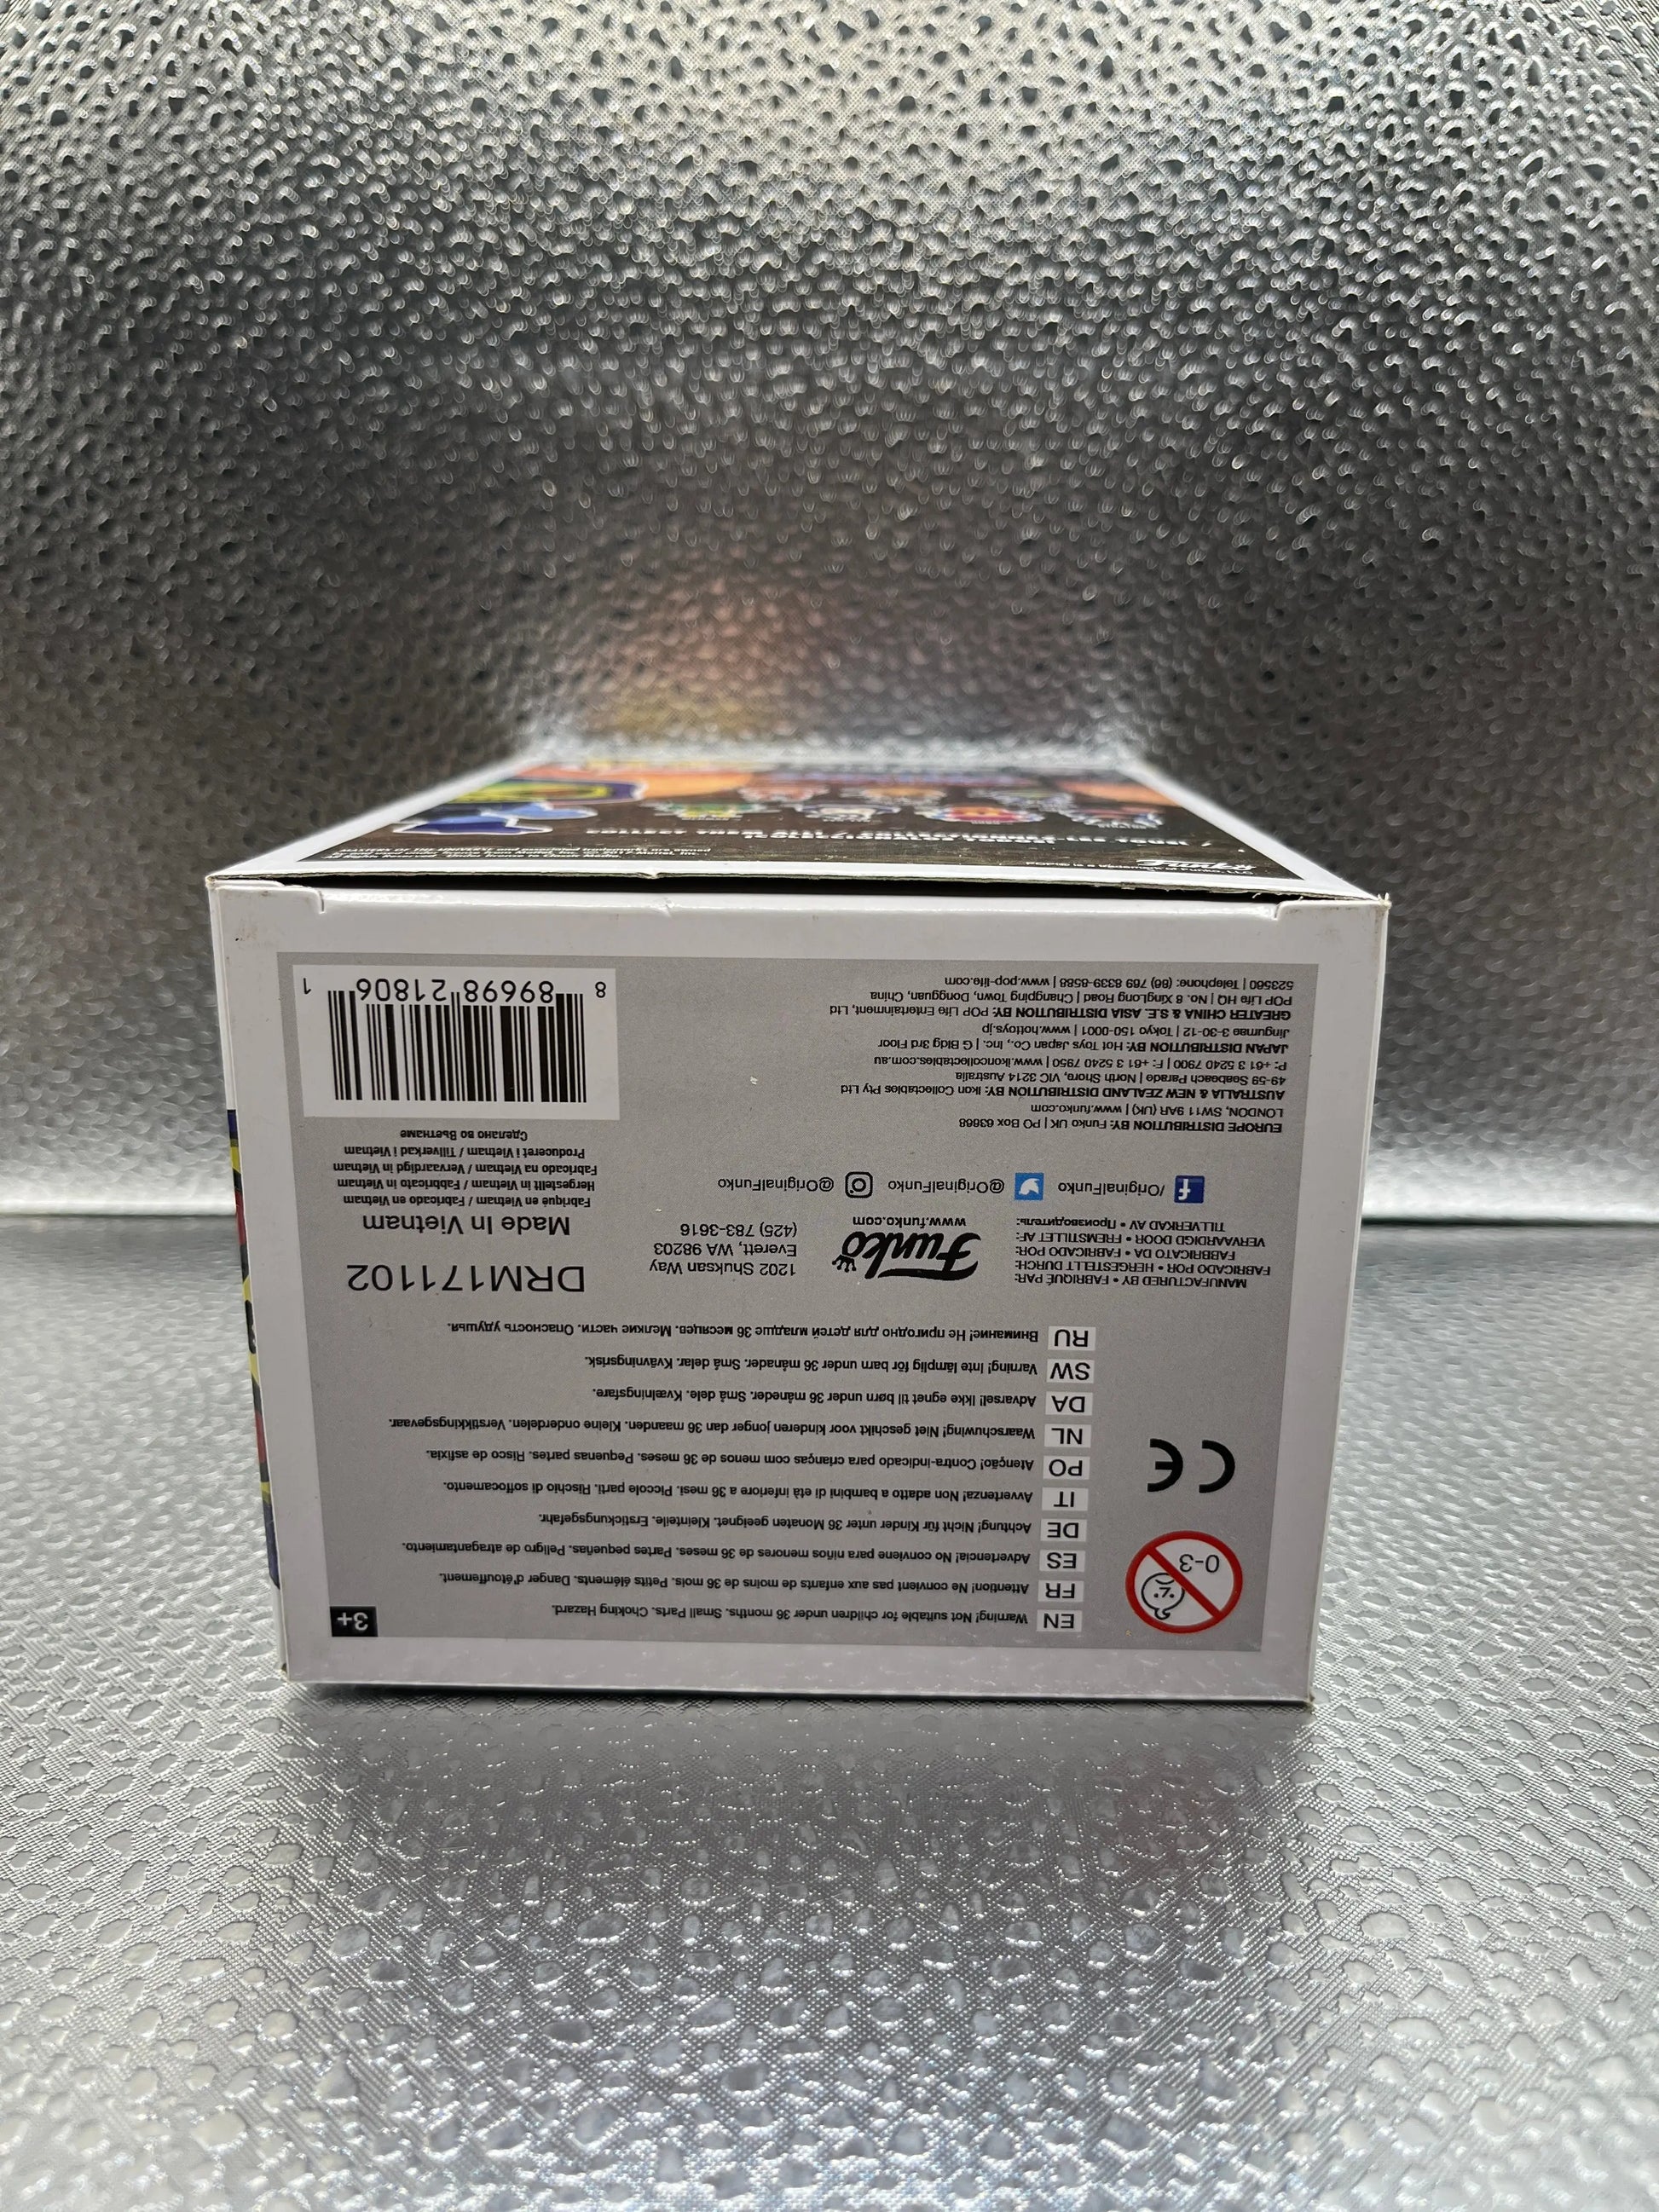 3+
EN Warning! Not suitable for children under 36 months. Small Parts. Choking Hazard.
FR Attention! Ne convient pas aux enfants de moins de 36 mois. Petits éléments. Danger d'étouffement.
ES Advertencia! No conviene para niños menores de 36 meses. Partes pequeñas. Peligro de atragantamiento.
DE Achtung! Nicht für Kinder unter 36 Monaten geeignet. Kleinteile. Erstickungsgefahr.
IT Avvertenza! Non adatto a bambini di età inferiore a 36 mesi. Piccole parti. Rischio di soffocamento.
PO Atenção! Contra-indicado para crianças com menos de 36 meses. Pequenas partes. Risco de asfixia.
NL Waarschuwing! Niet geschikt voor kinderen jonger dan 36 maanden. Kleine onderdelen. Verstikkingsgevaar.
DA Advarsel! Ikke egnet til børn under 36 måneder. Små dele. Kvælningsfare.
SW Varning! Inte lämplig för barn under 36 månader. Små delar. Kvävningsrisk.
RU Внимание! Не пригодно для детей младше 36 месяцев. Мелкие части. Опасность удушья.
0-3
CE
MANUFACTURED BY • FABRIQUÉ PAR:
FABRICADO POR • HERGESTELLT DURCH:
FABBRICATO DA • FABRICADO POR:
VERVAARDIGD DOOR • FREMSTILLET AF:
TILLVERKAD AV • Производитель:
Funko
www.funko.com
1202 Shuksan Way
Everett, WA 98203
(425) 783-3616
DRM171102
Made In Vietnam
Fabriqué en Vietnam / Fabricado en Vietnam
Hergestellt in Vietnam / Fabbricato in Vietnam
Fabricado na Vietnam / Vervaardigd in Vietnam
Produceret i Vietnam / Tillverkad i Vietnam
Сделано во Вьетнаме
/OriginalFunko
@OriginalFunko
@OriginalFunko
EUROPE DISTRIBUTION BY: Funko UK | PO Box 63668
LONDON, SW11 9AR (UK) | www.funko.com
AUSTRALIA & NEW ZEALAND DISTRIBUTION BY: Ikon Collectables Pty Ltd
49-59 Seabeach Parade | North Shore, VIC 3214 Australia
P: +61 3 5240 7900 | F: +61 3 5240 7950 | www.ikoncollectables.com.au
JAPAN DISTRIBUTION BY: Hot Toys Japan Co., Inc. | G Bldg 3rd Floor
Jingumae 3-30-12 | Tokyo 150-0001 | www.hottoys.jp
GREATER CHINA & S.E. ASIA DISTRIBUTION BY: POP Life Entertainment, Ltd
POP Life HQ | No. 8 XingLong Road | Changping Town, Dongguan, China
523560 | Telephone: (86) 769 8339-8588 | www.pop-life.com
8 89698 21806 1
Funko